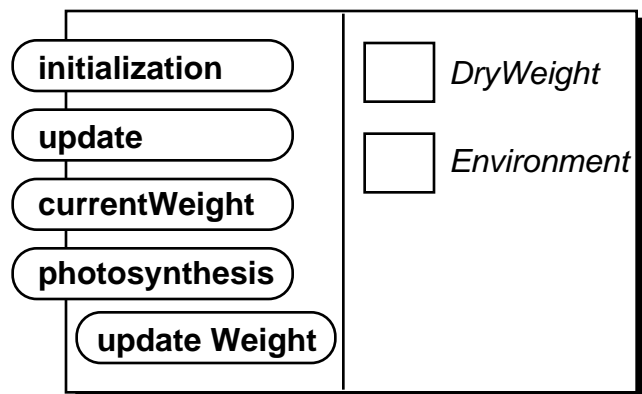 initialization
update
currentWeight
photosynthesis
update Weight
DryWeight
Environment